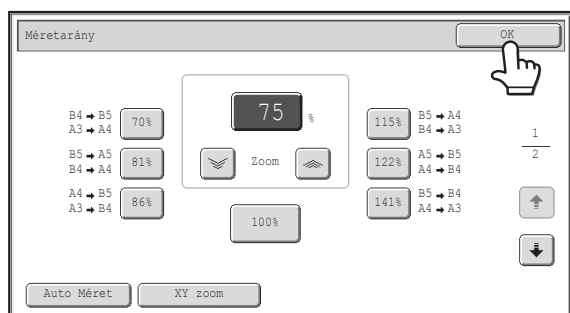 Méretarány
OK
B4 → B5
A3 → A4
70%
B5 → A5
B4 → A4
81%
A4 → B5
A3 → B4
86%
75 %
Zoom
100%
115%
B5 → A4
B4 → A3
122%
A5 → B5
A4 → B4
141%
B5 → B4
A4 → A3
1
2
Auto Méret
XY zoom